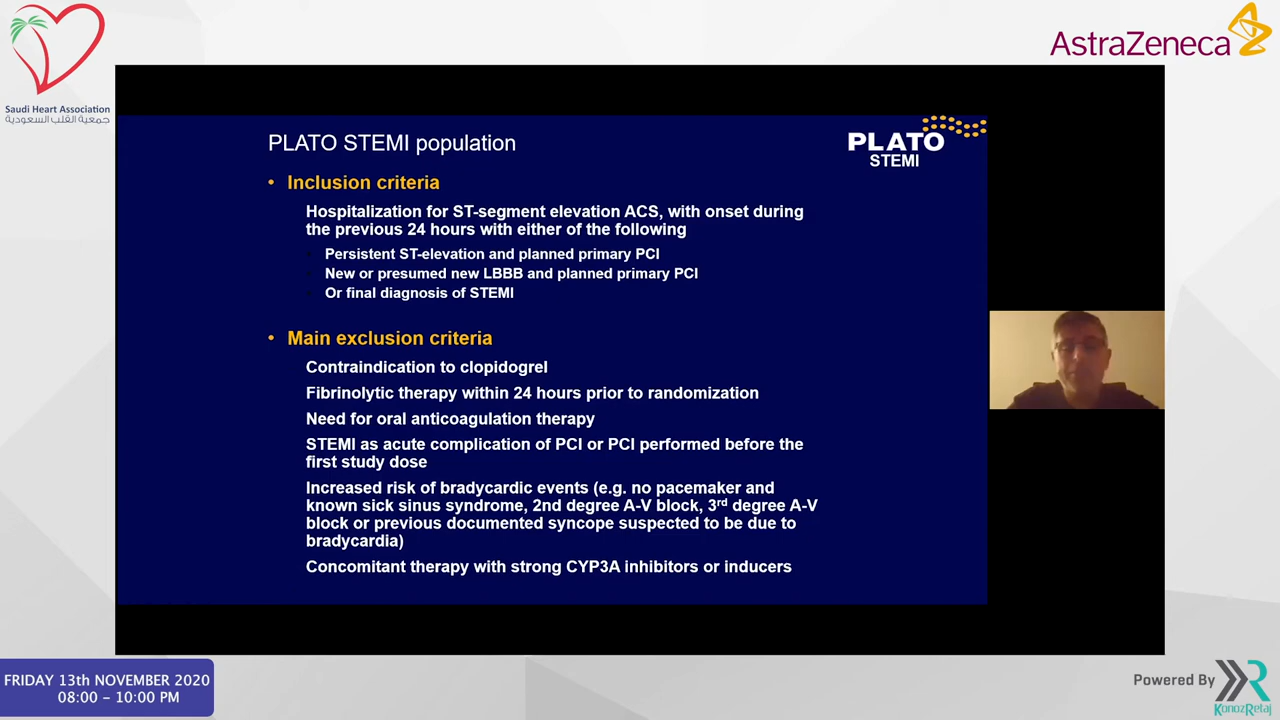 Saudi Heart Association
جمعية القلب السعودية
AstraZeneca
PLATO STEMI population
PLATO
STEMI
• Inclusion criteria
Hospitalization for ST-segment elevation ACS, with onset during
the previous 24 hours with either of the following
Persistent ST-elevation and planned primary PCI
New or presumed new LBBB and planned primary PCI
Or final diagnosis of STEMI
• Main exclusion criteria
Contraindication to clopidogrel
Fibrinolytic therapy within 24 hours prior to randomization
Need for oral anticoagulation therapy
STEMI as acute complication of PCI or PCI performed before the
first study dose
Increased risk of bradycardic events (e.g. no pacemaker and
known sick sinus syndrome, 2nd degree A-V block, 3rd degree A-V
block or previous documented syncope suspected to be due to
bradycardia)
Concomitant therapy with strong CYP3A inhibitors or inducers
FRIDAY 13th NOVEMBER 2020
08:00 – 10:00 PM
Powered By
KonozRetaj